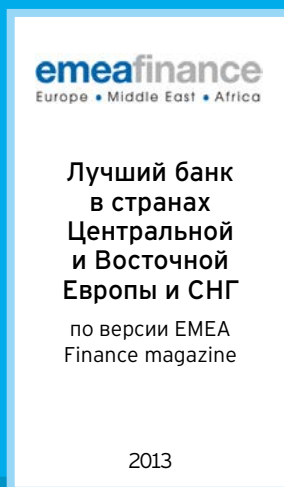 emeafinance
Europe • Middle East • Africa
Лучший банк
в странах
Центральной
и Восточной
Европы и СНГ
по версии EMEA
Finance magazine
2013